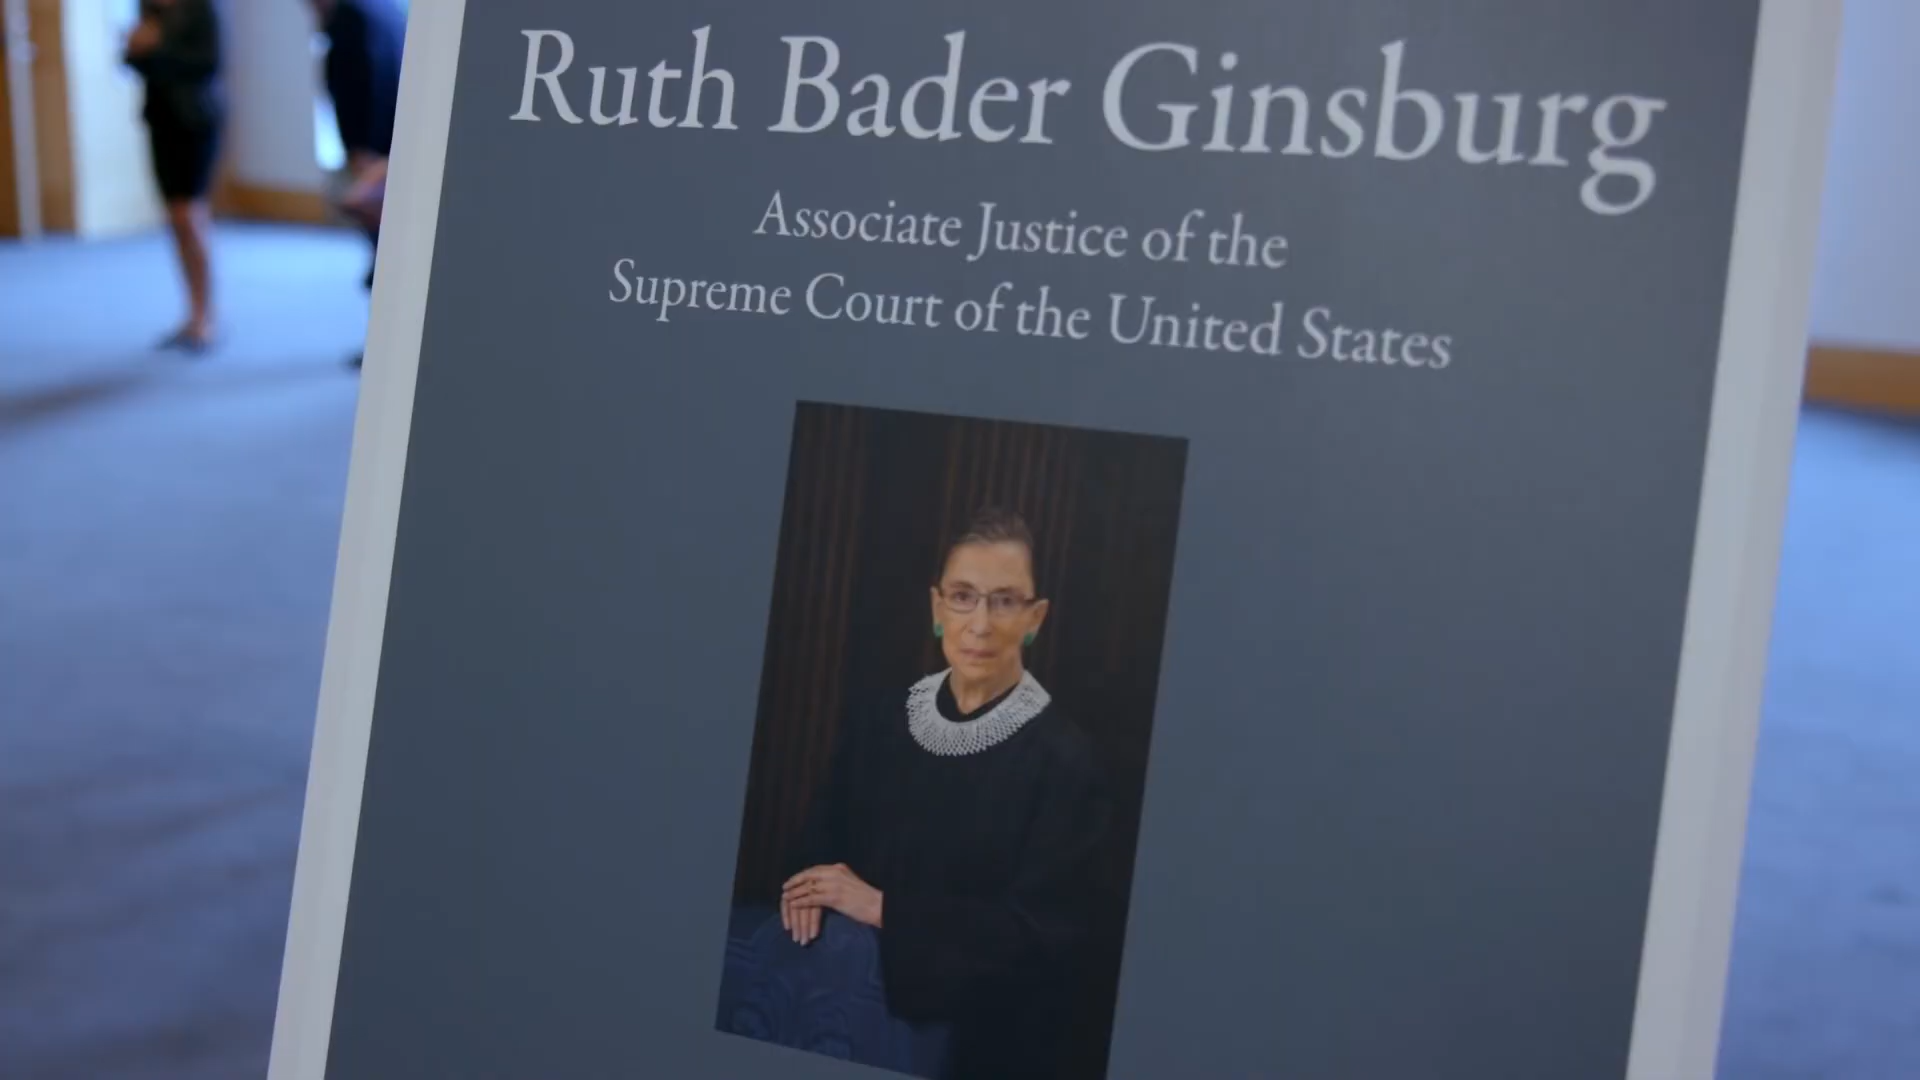 Ruth Bader Ginsburg
Associate Justice of the
Supreme Court of the United States